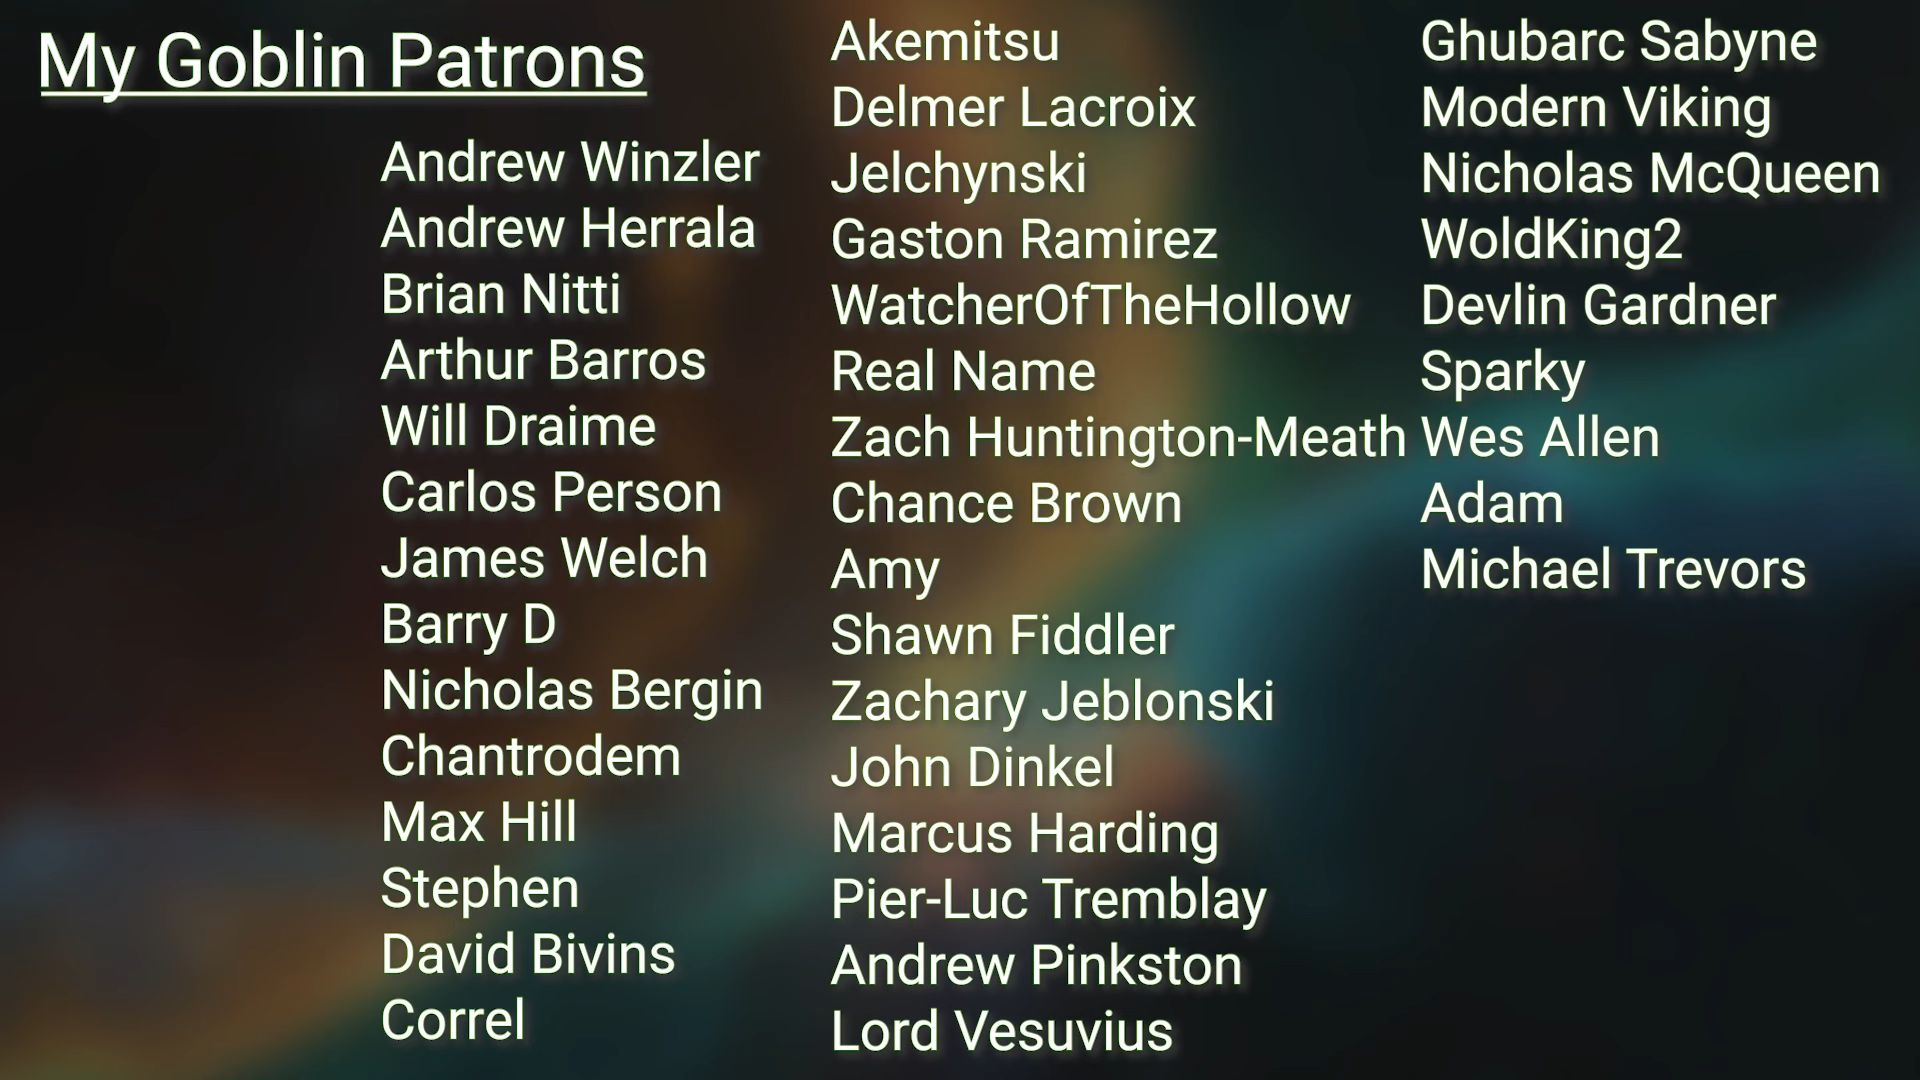 My Goblin Patrons
Andrew Winzler
Andrew Herrala
Brian Nitti
Arthur Barros
Will Draime
Carlos Person
James Welch
Barry D
Nicholas Bergin
Chantrodem
Max Hill
Stephen
David Bivins
Correl
Akemitsu
Delmer Lacroix
Jelchynski
Gaston Ramirez
WatcherOfTheHollow
Real Name
Zach Huntington-Meath
Chance Brown
Amy
Shawn Fiddler
Zachary Jeblonski
John Dinkel
Marcus Harding
Pier-Luc Tremblay
Andrew Pinkston
Lord Vesuvius
Ghubarc Sabyne
Modern Viking
Nicholas McQueen
WoldKing2
Devlin Gardner
Sparky
Wes Allen
Adam
Michael Trevors